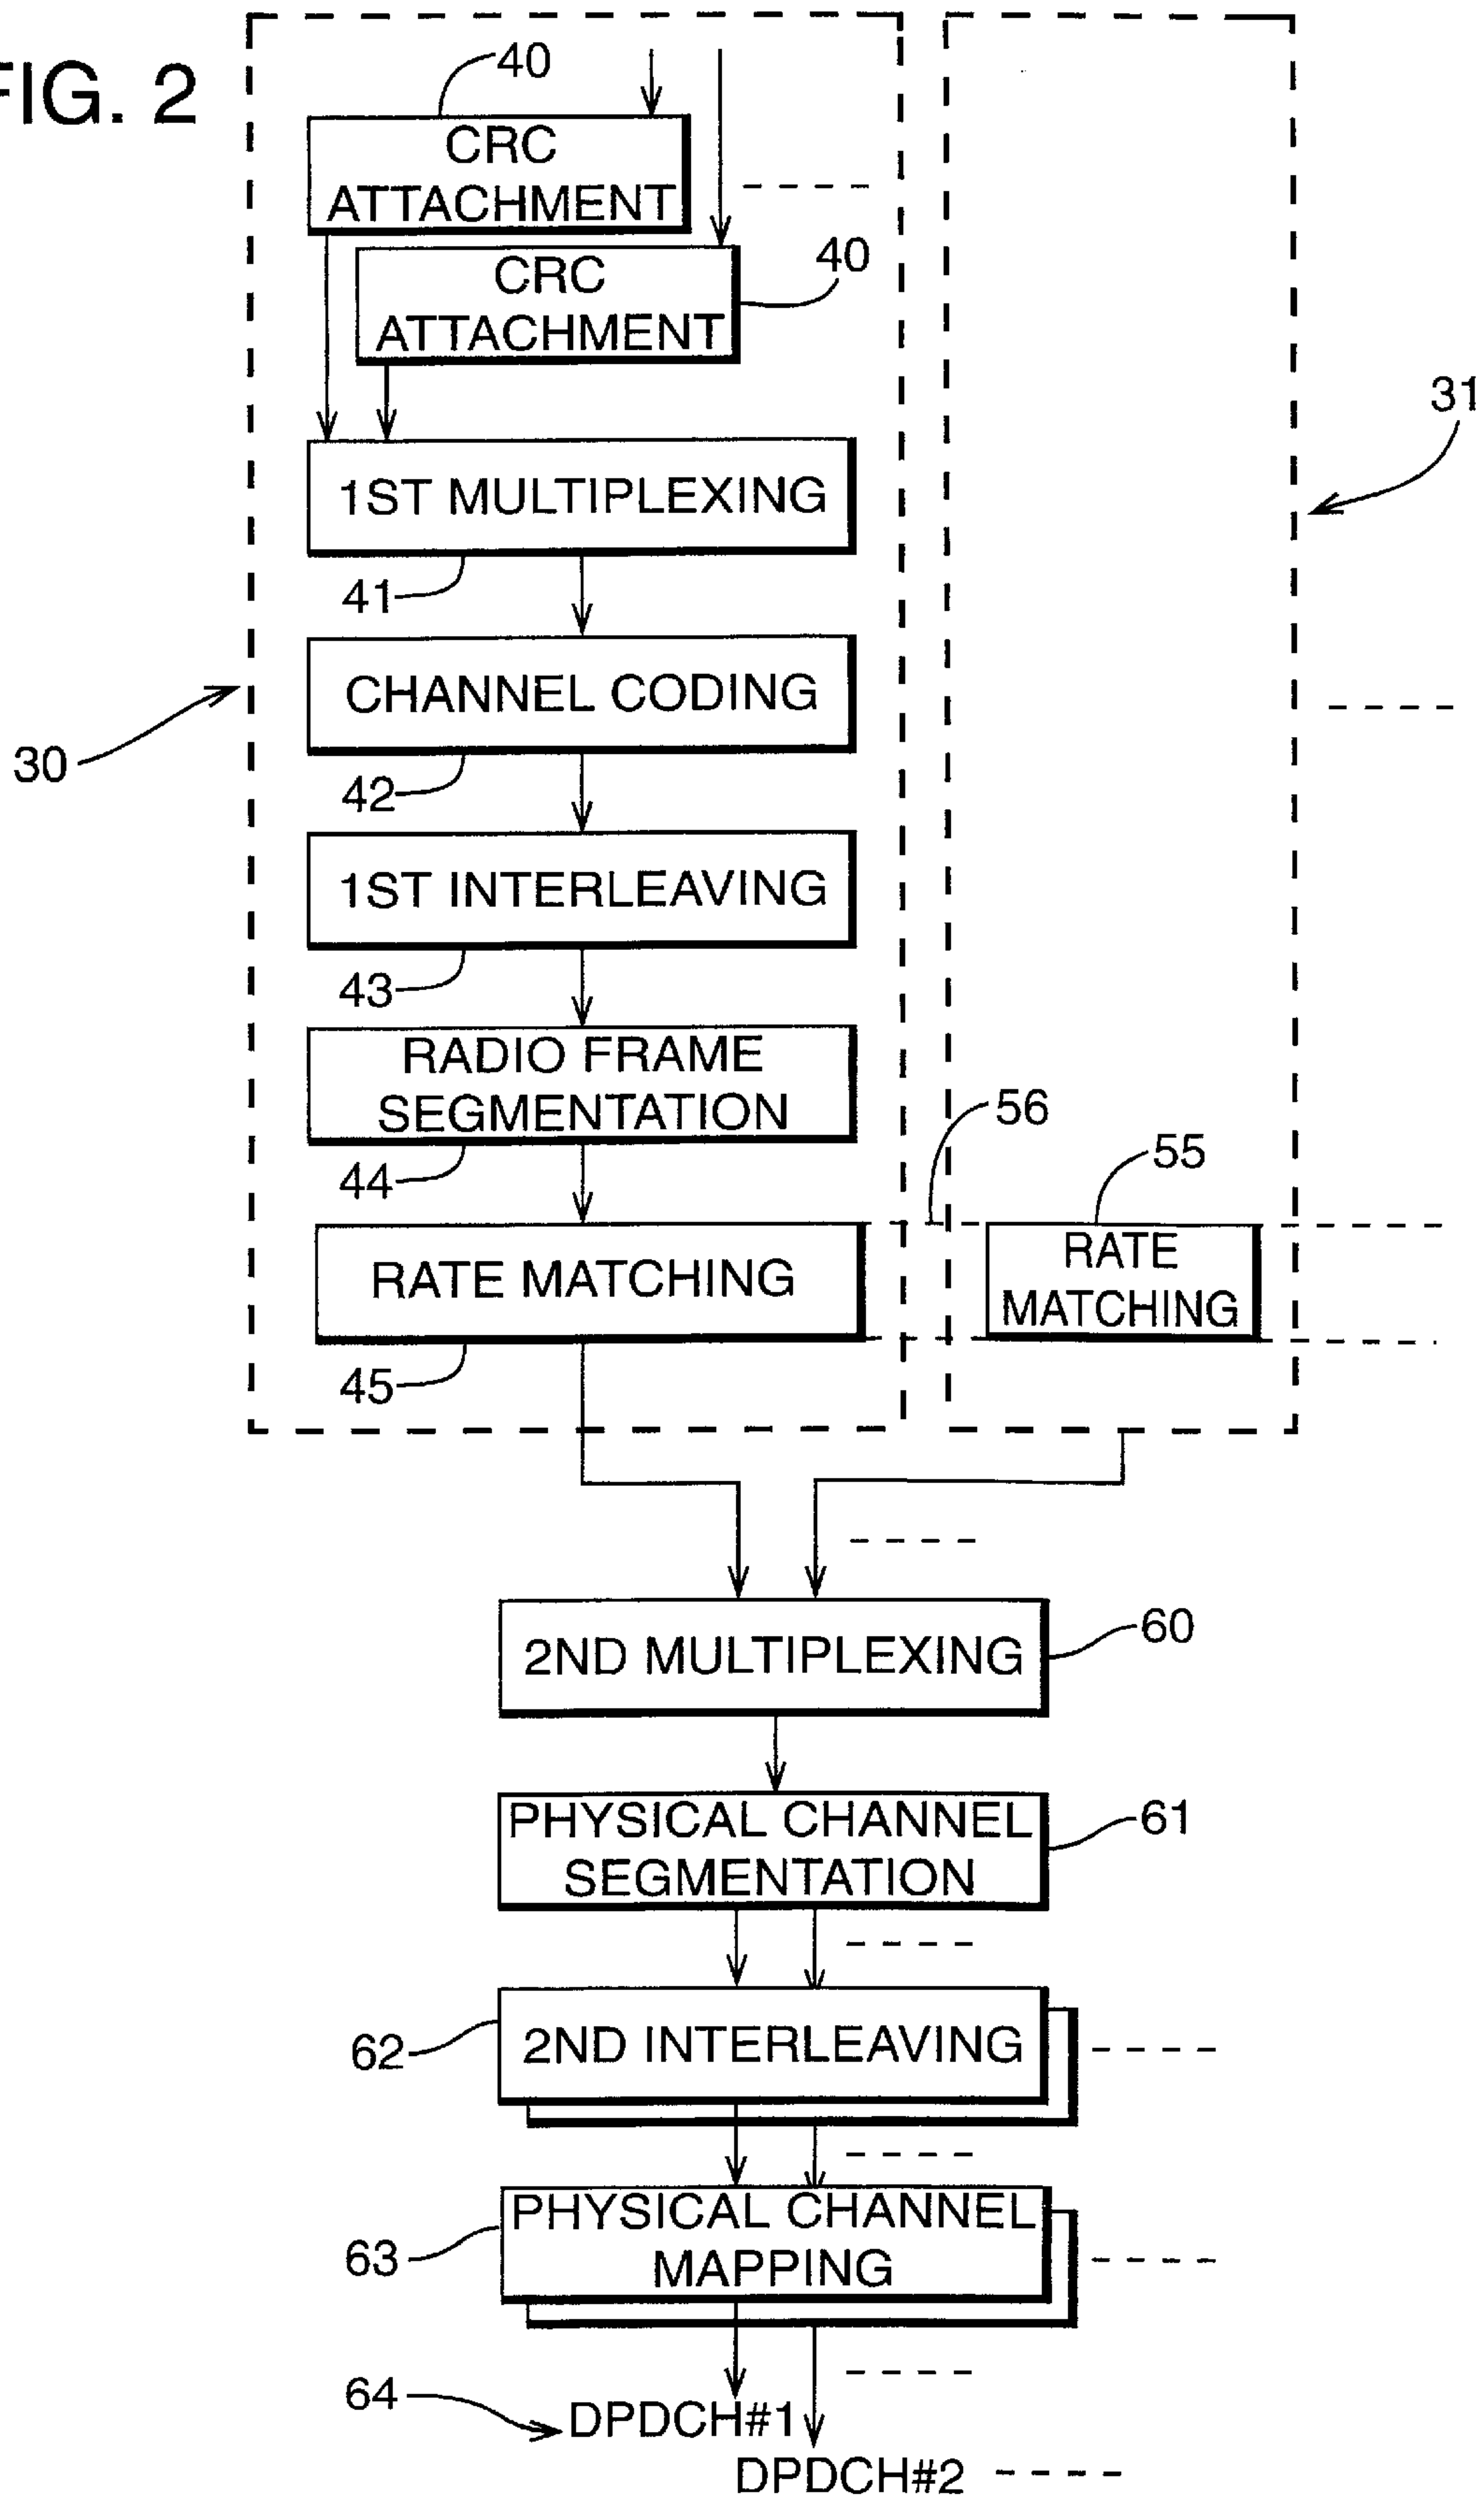 FIG. 2
40
CRC
ATTACHMENT
40
CRC
ATTACHMENT
31
1ST MULTIPLEXING
41
CHANNEL CODING
30
42
1ST INTERLEAVING
43
RADIO FRAME
SEGMENTATION
56
55
44
RATE MATCHING
RATE
MATCHING
45
2ND MULTIPLEXING
60
PHYSICAL CHANNEL
SEGMENTATION
61
62
2ND INTERLEAVING
PHYSICAL CHANNEL
MAPPING
63
64
DPDCH#1
DPDCH#2